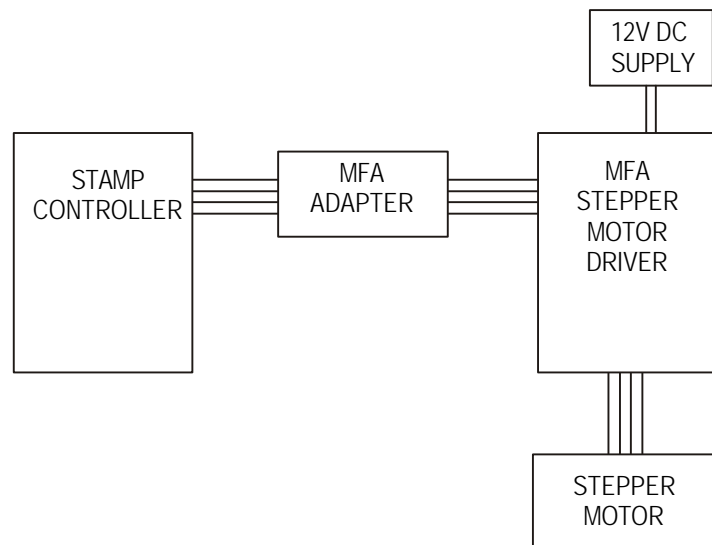 12V DC
SUPPLY
STAMP
CONTROLLER
MFA
ADAPTER
MFA
STEPPER
MOTOR
DRIVER
STEPPER
MOTOR